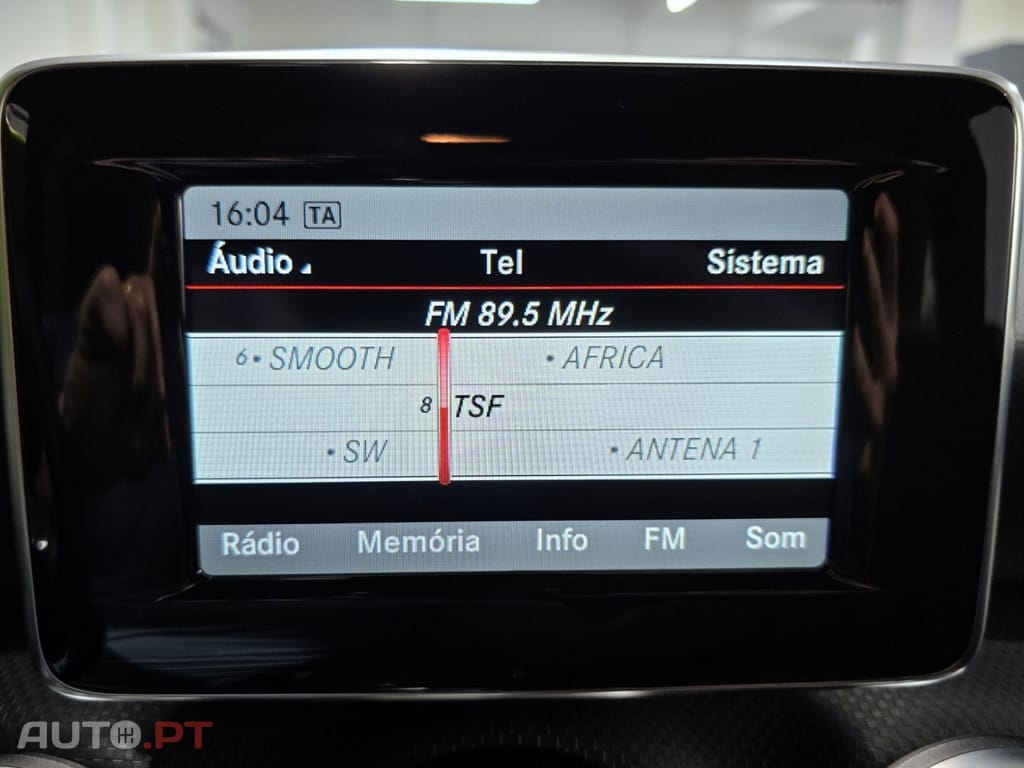 16:04 TA
Áudio Tel Sistema
FM 89.5 MHz
6 • SMOOTH • AFRICA
8 TSF
• SW • ANTENA 1
Rádio Memória Info FM Som
AUTO.PT